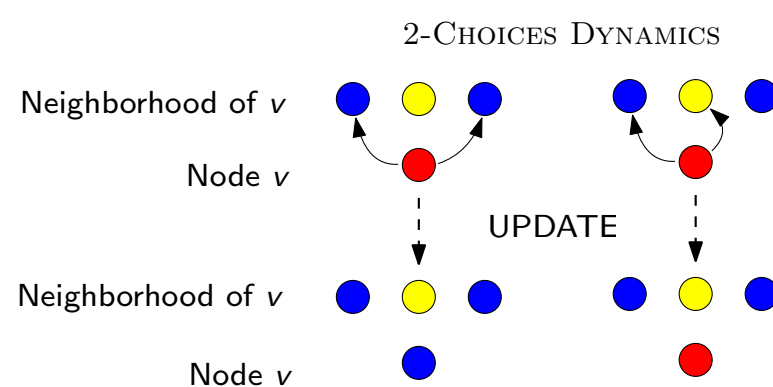 2-Choices Dynamics
Neighborhood of v
Node v
UPDATE
Neighborhood of v
Node v